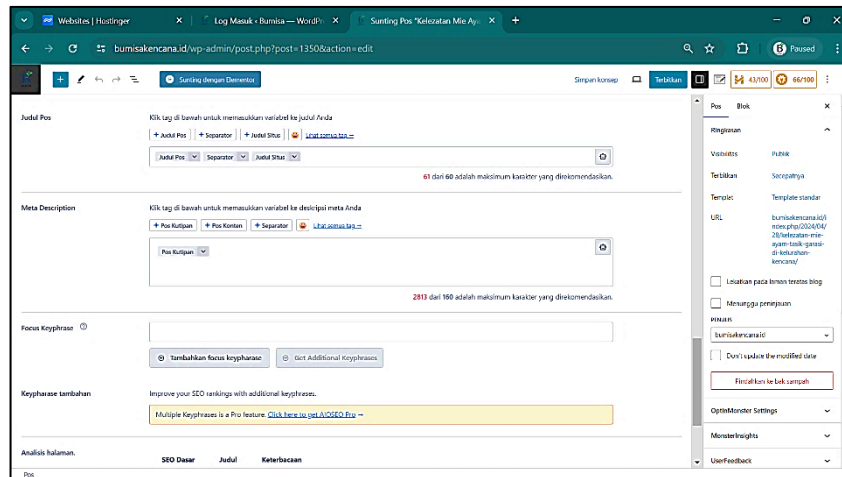 Websites | Hostinger
Log Masuk ‹ Bumisa — WordPr
Sunting Pos "Kelezatan Mie Aya
bumisakencana.id/wp-admin/post.php?post=1350&action=edit
B Paused
Sunting dengan Elementor
Simpan konsep
Terbitkan
43/100
66/100
Judul Pos
Klik tag di bawah untuk memasukkan variabel ke judul Anda
+ Judul Pos
+ Separator
+ Judul Situs
Lihat semua tag →
Judul Pos
Separator
Judul Situs
61 dari 60 adalah maksimum karakter yang direkomendasikan.
Meta Description
Klik tag di bawah untuk memasukkan variabel ke deskripsi meta Anda
+ Pos Kutipan
+ Pos Konten
+ Separator
Lihat semua tag →
Pos Kutipan
2813 dari 160 adalah maksimum karakter yang direkomendasikan.
Focus Keyphrase
Tambahkan focus keypharase
Get Additional Keyphrases
Keypharase tambahan
Improve your SEO rankings with additional keyphrases.
Multiple Keyphrases is a Pro feature. Click here to get AIOSEO Pro →
Analisis halaman.
SEO Dasar
Judul
Keterbacaan
Pos
Pos
Blok
Ringkasan
Visibilitas
Publik
Terbitkan
Secepatnya
Templat
Template standar
URL
bumisakencana.id/i
ndex.php/2024/04/
28/kelezatan-mie-
ayam-tasik-garasi-
di-kelurahan-
kencana/
Lekatkan pada laman teratas blog
Menunggu peninjauan
PENULIS
bumisakencana.id
Don't update the modified date
Pindahkan ke bak sampah
OptinMonster Settings
MonsterInsights
UserFeedback